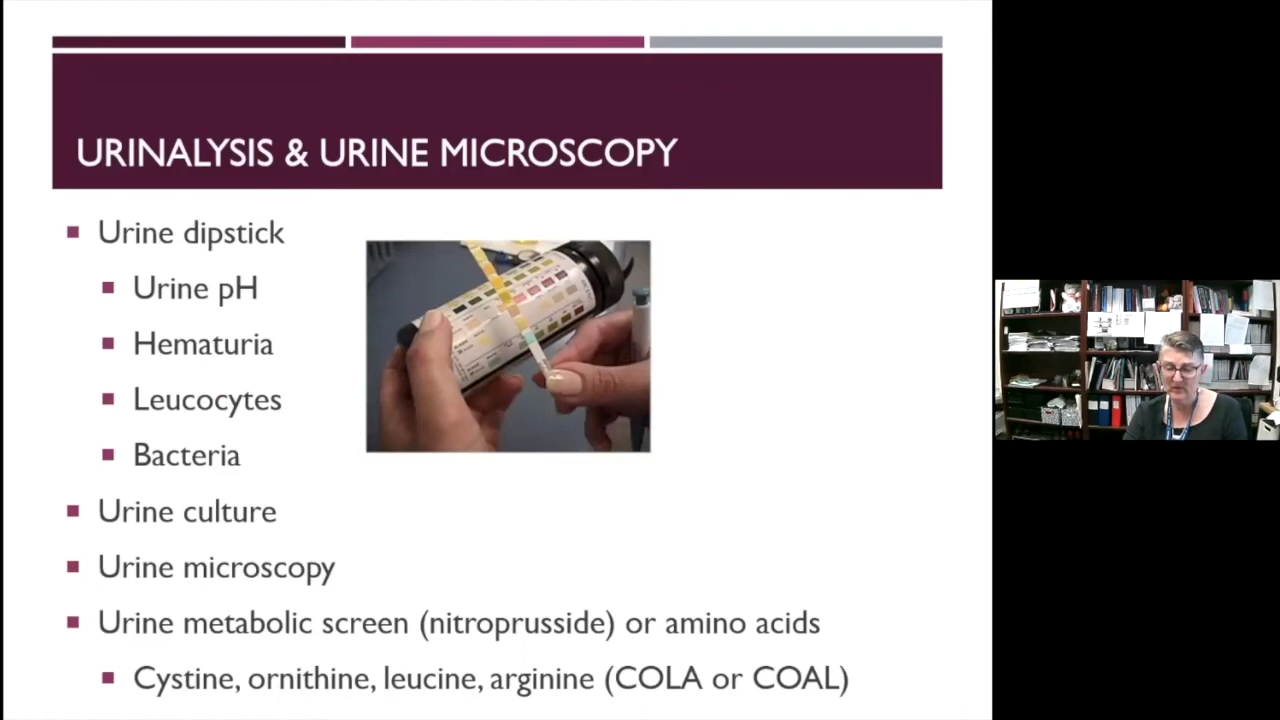 URINALYSIS & URINE MICROSCOPY
Urine dipstick
Urine pH
Hematuria
Leucocytes
Bacteria
Urine culture
Urine microscopy
Urine metabolic screen (nitroprusside) or amino acids
Cystine, ornithine, leucine, arginine (COLA or COAL)